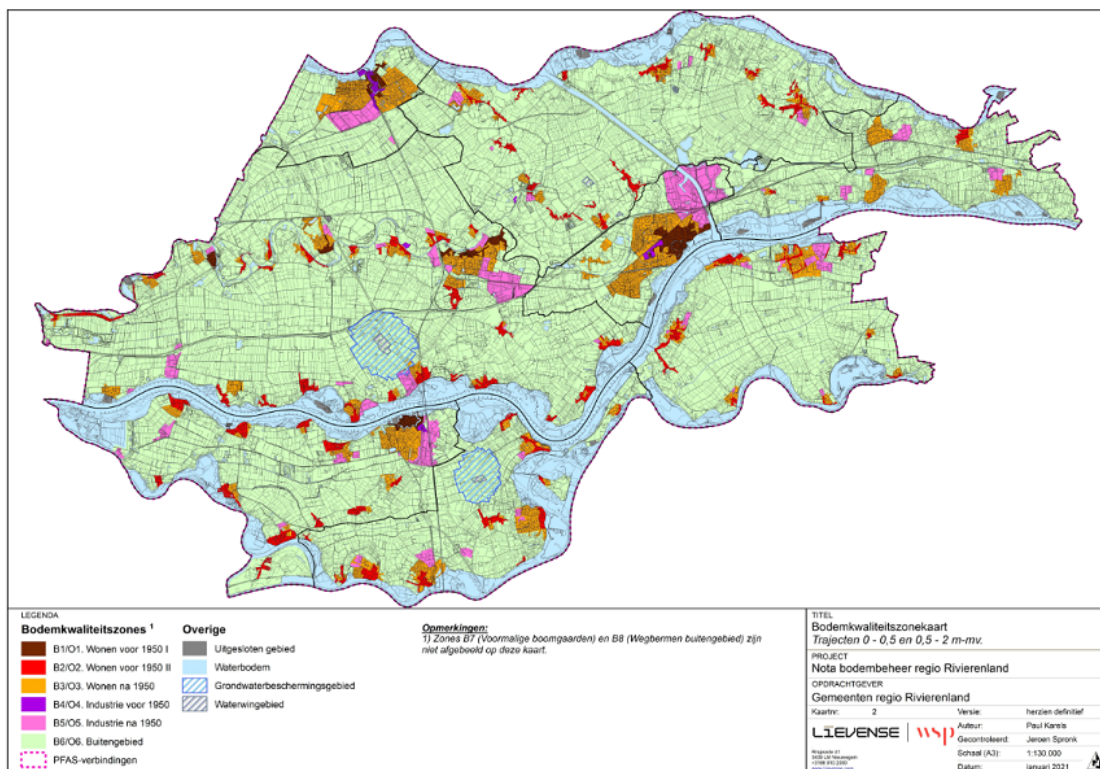 LEGENDA
Bodemkwaliteitszones ¹
B1/O1. Wonen voor 1950 I
B2/O2. Wonen voor 1950 II
B3/O3. Wonen na 1950
B4/O4. Industrie voor 1950
B5/O5. Industrie na 1950
B6/O6. Buitengebied
PFAS-verbindingen
Overige
Uitgesloten gebied
Waterbodem
Grondwaterbeschermingsgebied
Waterwingebied
Opmerkingen:
1) Zones B7 (Voormalige boomgaarden) en B8 (Wegbermen buitengebied) zijn
niet afgebeeld op deze kaart.
TITEL
Bodemkwaliteitszonekaart
Trajecten 0 - 0,5 en 0,5 - 2 m-mv.
PROJECT
Nota bodembeheer regio Rivierenland
OPDRACHTGEVER
Gemeenten regio Rivierenland
Kaartnr: 2
Versie: herzien definitief
LIEVENSE | wsp
Auteur: Paul Karels
Gecontroleerd: Jeroen Spronk
Schaal (A3): 1:130.000
Datum: januari 2021